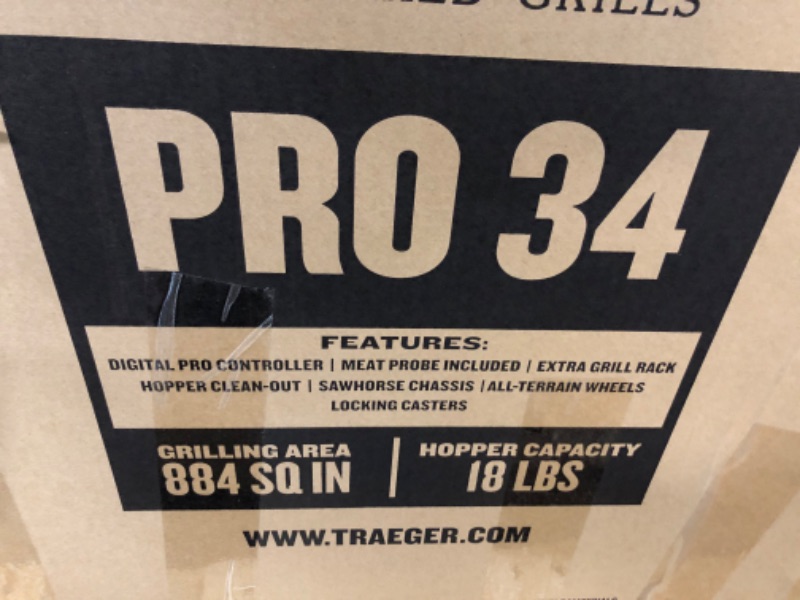 GRILLS
PRO 34
FEATURES:
DIGITAL PRO CONTROLLER | MEAT PROBE INCLUDED | EXTRA GRILL RACK
HOPPER CLEAN-OUT | SAWHORSE CHASSIS | ALL-TERRAIN WHEELS
LOCKING CASTERS
GRILLING AREA | HOPPER CAPACITY
884 SQ IN | 18 LBS
WWW.TRAEGER.COM